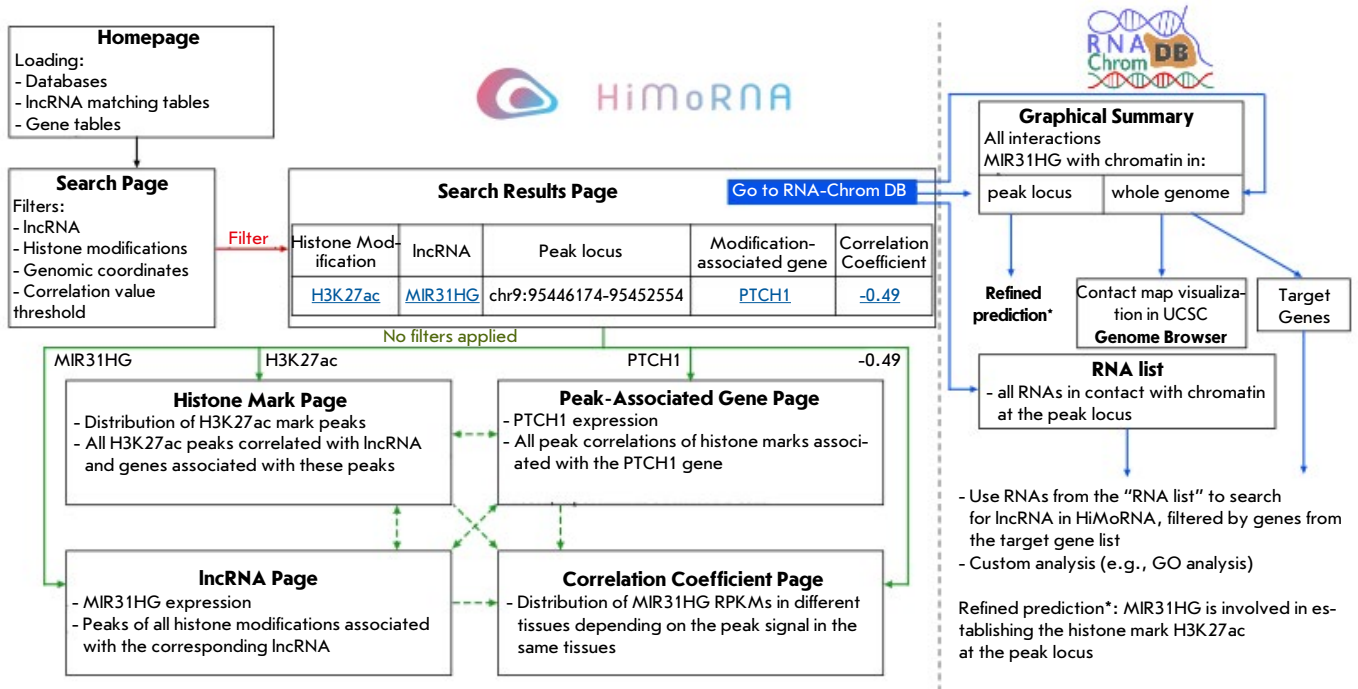 Homepage
Loading:
- Databases
- lncRNA matching tables
- Gene tables
Search Page
Filters:
- lncRNA
- Histone modifications
- Genomic coordinates
- Correlation value
threshold
Filter
HiMoRNA
Search Results Page
Go to RNA-Chrom DB
Histone Mod-
ification
lncRNA
Peak locus
Modification-
associated gene
Correlation
Coefficient
H3K27ac
MIR31HG
chr9:95446174-95452554
PTCH1
-0.49
No filters applied
MIR31HG
H3K27ac
PTCH1
-0.49
Histone Mark Page
- Distribution of H3K27ac mark peaks
- All H3K27ac peaks correlated with lncRNA
and genes associated with these peaks
Peak-Associated Gene Page
- PTCH1 expression
- All peak correlations of histone marks associ-
ated with the PTCH1 gene
lncRNA Page
- MIR31HG expression
- Peaks of all histone modifications associated
with the corresponding lncRNA
Correlation Coefficient Page
- Distribution of MIR31HG RPKMs in different
tissues depending on the peak signal in the
same tissues
RNA
Chrom
DB
Graphical Summary
All interactions
MIR31HG with chromatin in:
peak locus
whole genome
Refined
prediction*
Contact map visualiza-
tion in UCSC
Genome Browser
Target
Genes
RNA list
- all RNAs in contact with chromatin
at the peak locus
- Use RNAs from the “RNA list” to search
for lncRNA in HiMoRNA, filtered by genes from
the target gene list
- Custom analysis (e.g., GO analysis)
Refined prediction*: MIR31HG is involved in es-
tablishing the histone mark H3K27ac
at the peak locus